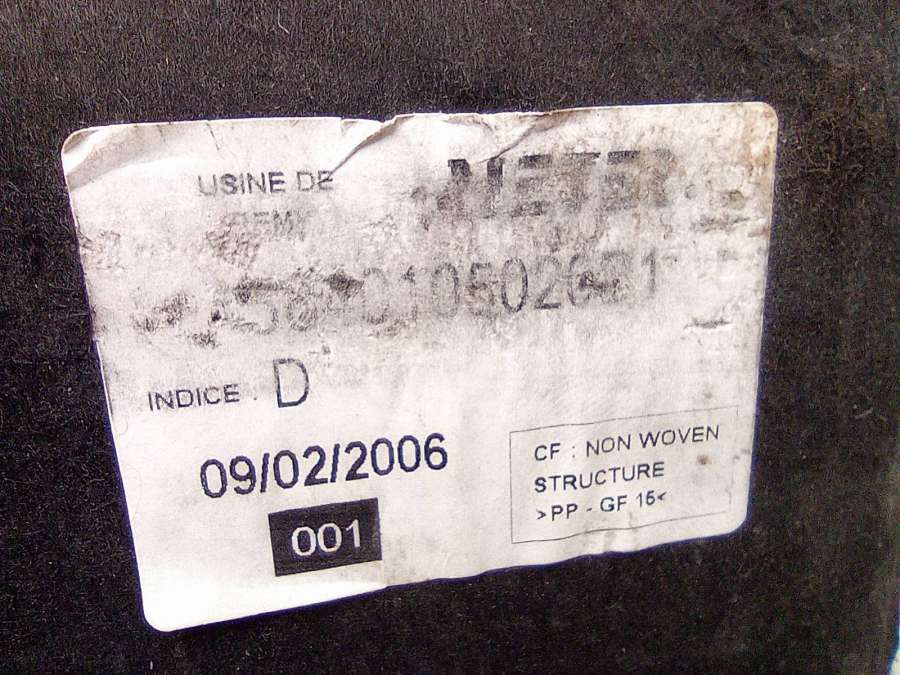 USINE DE
INDICE : D
09/02/2006
001
CF : NON WOVEN
STRUCTURE
>PP - GF 15<